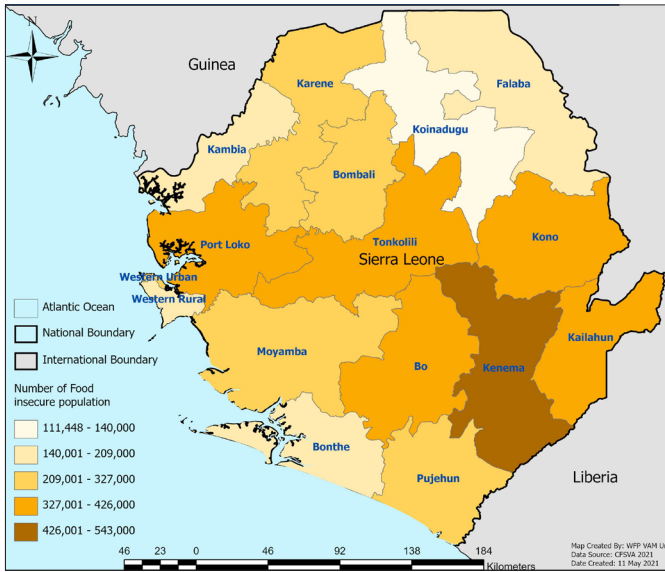 N
Guinea
Karene
Falaba
Koinadugu
Kambia
Bombali
Kono
Port Loko
Tonkolili
Sierra Leone
Western Urban
Western Rural
Kailahun
Moyamba
Bo
Kenema
Bonthe
Pujehun
Liberia
Atlantic Ocean
National Boundary
International Boundary
Number of Food
insecure population
111,448 - 140,000
140,001 - 209,000
209,001 - 327,000
327,001 - 426,000
426,001 - 543,000
46 23 0 46 92 138 184
Kilometers
Map Created By: WFP VAM
Data Source: CFSVA 2021
Date Created: 11 May 2021